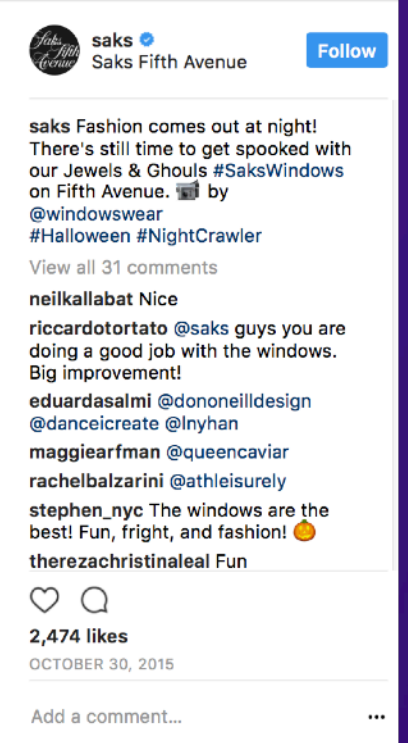 Saks
Fifth
Avenue
saks
Saks Fifth Avenue
Follow
saks Fashion comes out at night!
There's still time to get spooked with
our Jewels & Ghouls #SaksWindows
on Fifth Avenue. 📷 by
@windowswear
#Halloween #NightCrawler
View all 31 comments
neilkallabat Nice
riccardotortato @saks guys you are
doing a good job with the windows.
Big improvement!
eduardasalmi @dononeilldesign
@danceicreate @lnyhan
maggiearfman @queencaviar
rachelbalzarini @athleisurely
stephen_nyc The windows are the
best! Fun, fright, and fashion! 🎃
therezachristinaleal Fun
2,474 likes
OCTOBER 30, 2015
Add a comment...